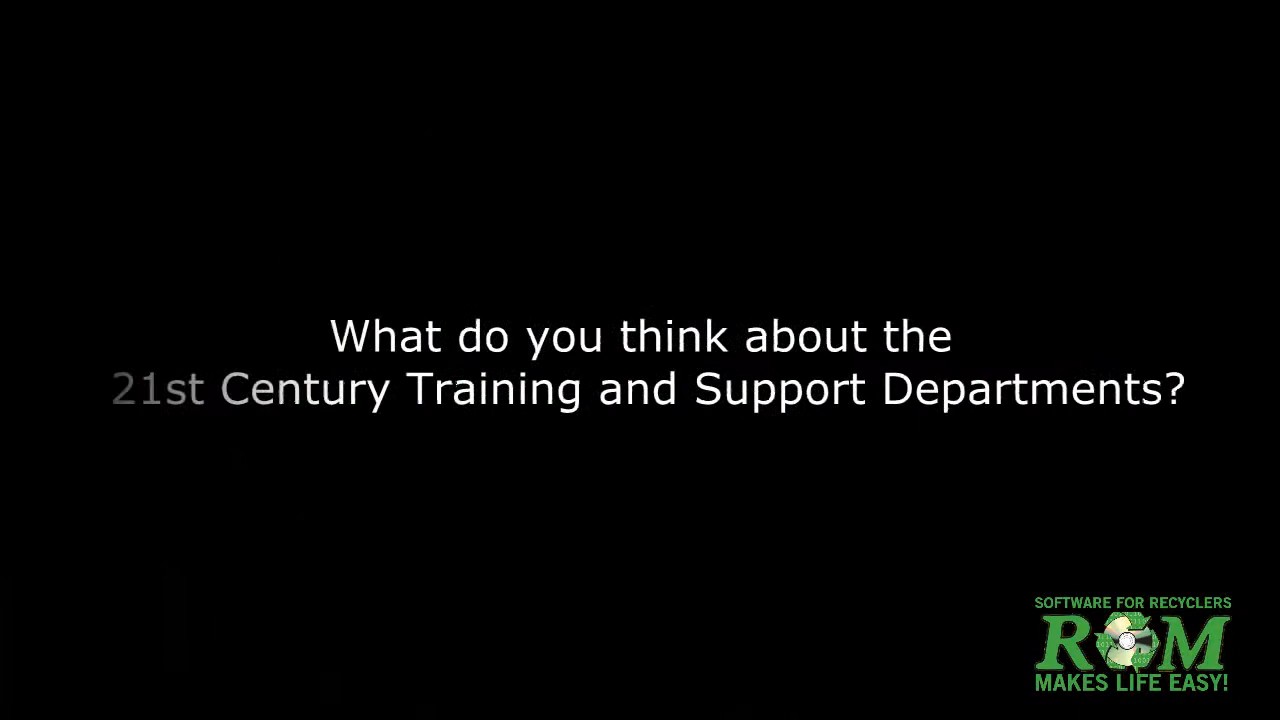 What do you think about the
21st Century Training and Support Departments?
SOFTWARE FOR RECYCLERS
ROM
MAKES LIFE EASY!